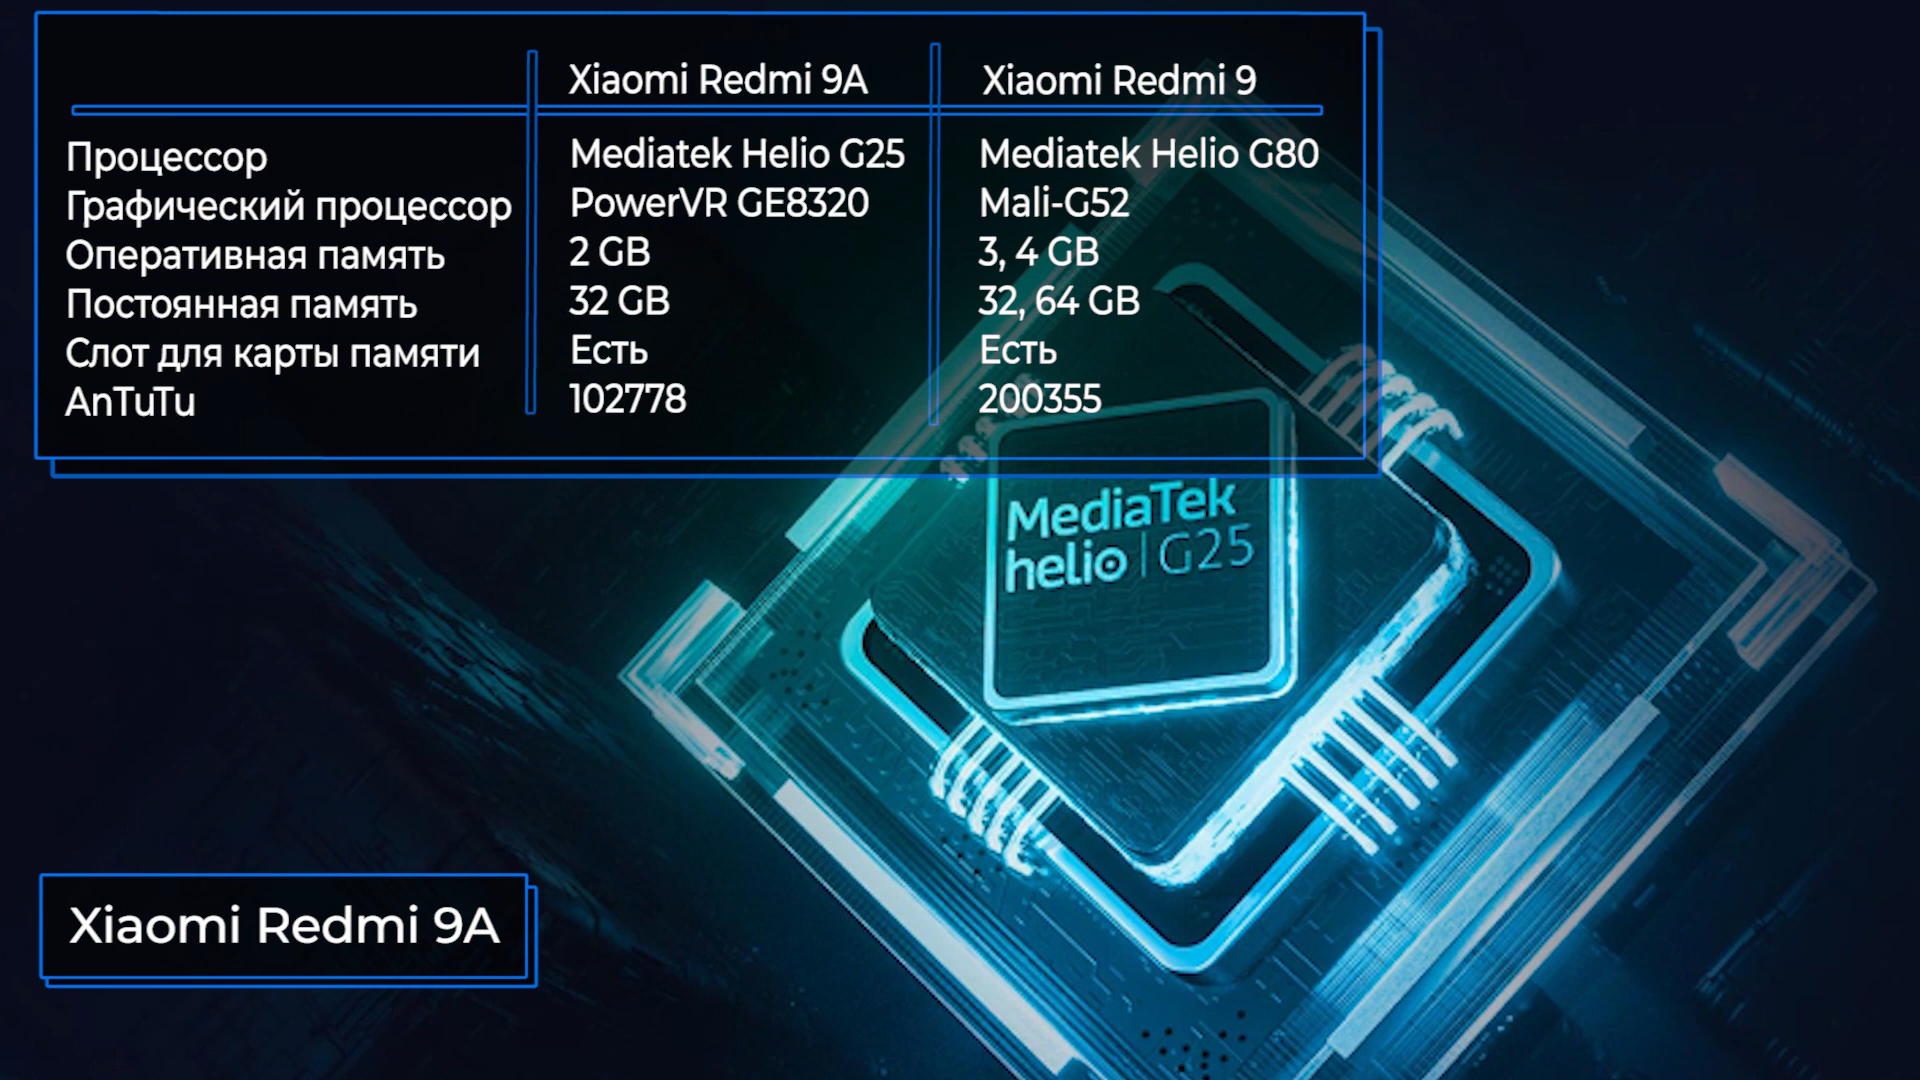 Xiaomi Redmi 9A Xiaomi Redmi 9
Процессор Mediatek Helio G25 Mediatek Helio G80
Графический процессор PowerVR GE8320 Mali-G52
Оперативная память 2 GB 3, 4 GB
Постоянная память 32 GB 32, 64 GB
Слот для карты памяти Есть Есть
AnTuTu 102778 200355
MediaTek
helio | G25
Xiaomi Redmi 9A